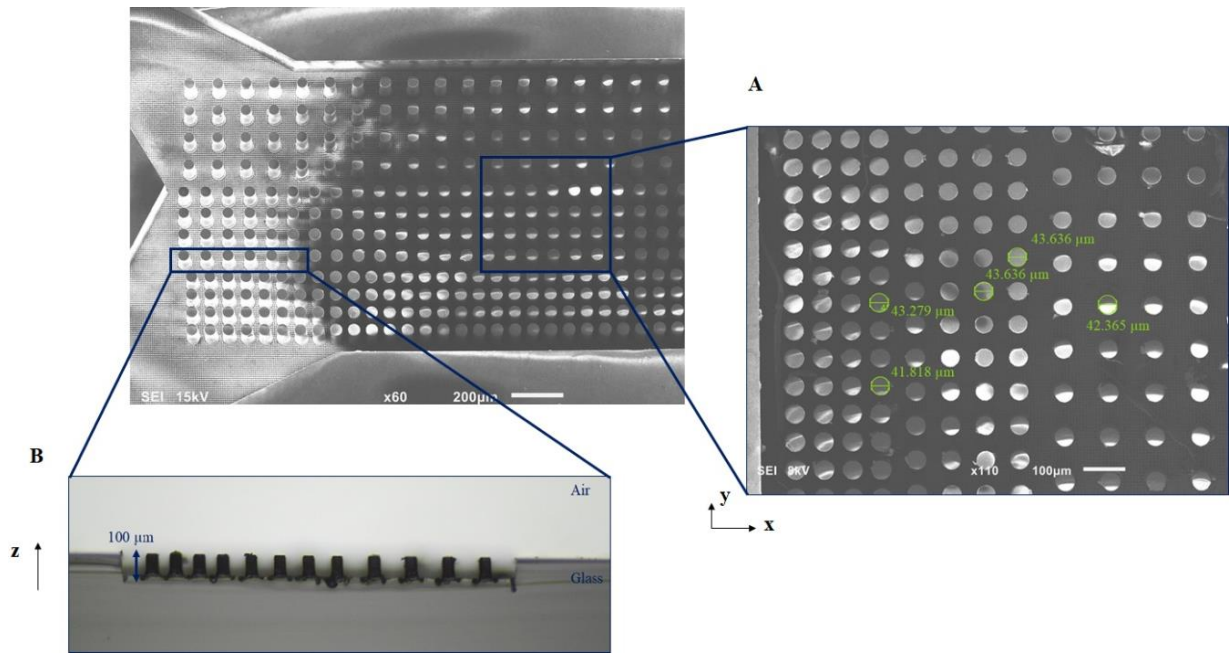 A
SEI 15kV x60 200µm
43.636 µm
43.636 µm
43.279 µm
42.365 µm
41.818 µm
SEI 8kV x110 100µm
B
Air
100 µm
Glass
z
y
x